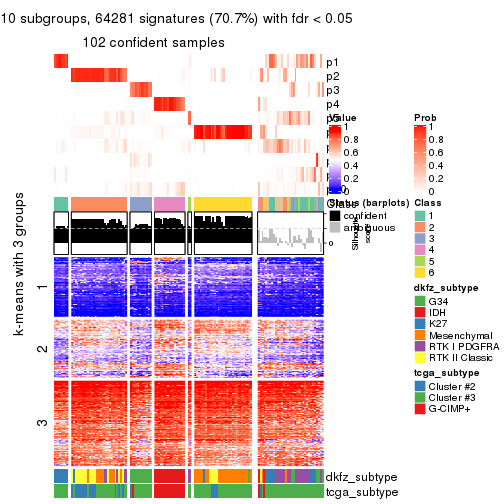 10 subgroups, 64281 signatures (70.7%) with fdr < 0.05
102 confident samples
p1
p2
p3
p4
k-means with 3 groups
1
2
3
Value
1
0.8
0.6
0.4
0.2
0
Prob
1
0.8
0.6
0.4
0.2
0
Status (barplots)
confident
ambiguous
Class
1
2
3
4
5
6
dkfz_subtype
G34
IDH
K27
Mesenchymal
RTK I PDGFRA
RTK II Classic
tcga_subtype
Cluster #2
Cluster #3
G-CIMP+
dkfz_subtype
tcga_subtype